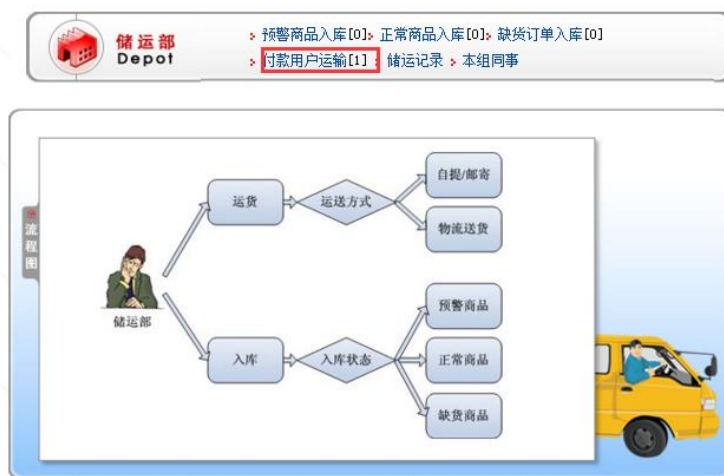 储运部
Depot
预警商品入库[0] 正常商品入库[0] 缺货订单入库[0]
付款用户运输[1] 储运记录 本组同事
流程图
自提/邮寄
运货
运送方式
物流送货
储运部
预警商品
入库
入库状态
正常商品
缺货商品